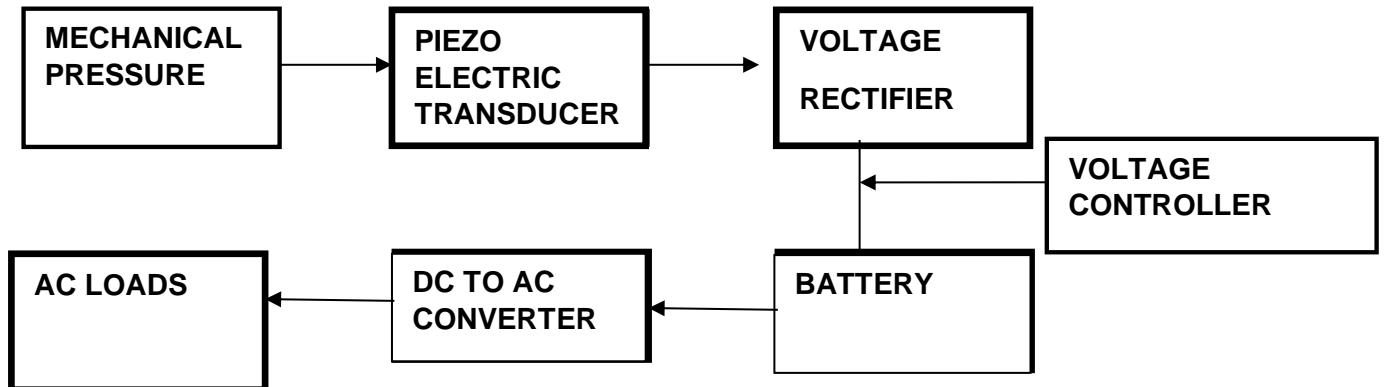 MECHANICAL
PRESSURE
PIEZO
ELECTRIC
TRANSDUCER
VOLTAGE
RECTIFIER
VOLTAGE
CONTROLLER
AC LOADS
DC TO AC
CONVERTER
BATTERY